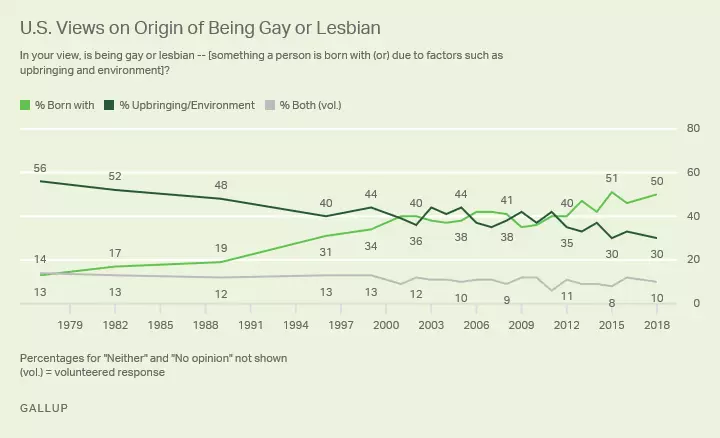 U.S. Views on Origin of Being Gay or Lesbian
In your view, is being gay or lesbian -- [something a person is born with (or) due to factors such as
upbringing and environment]?
% Born with % Upbringing/Environment % Both (vol.)
80
56 52 48 40 44 40 44 41 40 51 50
60
40
14 17 19 31 34 36 38 38 35 30 30
20
13 13 12 13 13 12 10 9 11 8 10
0
1979 1982 1985 1988 1991 1994 1997 2000 2003 2006 2009 2012 2015 2018
Percentages for "Neither" and "No opinion" not shown
(vol.) = volunteered response
GALLUP